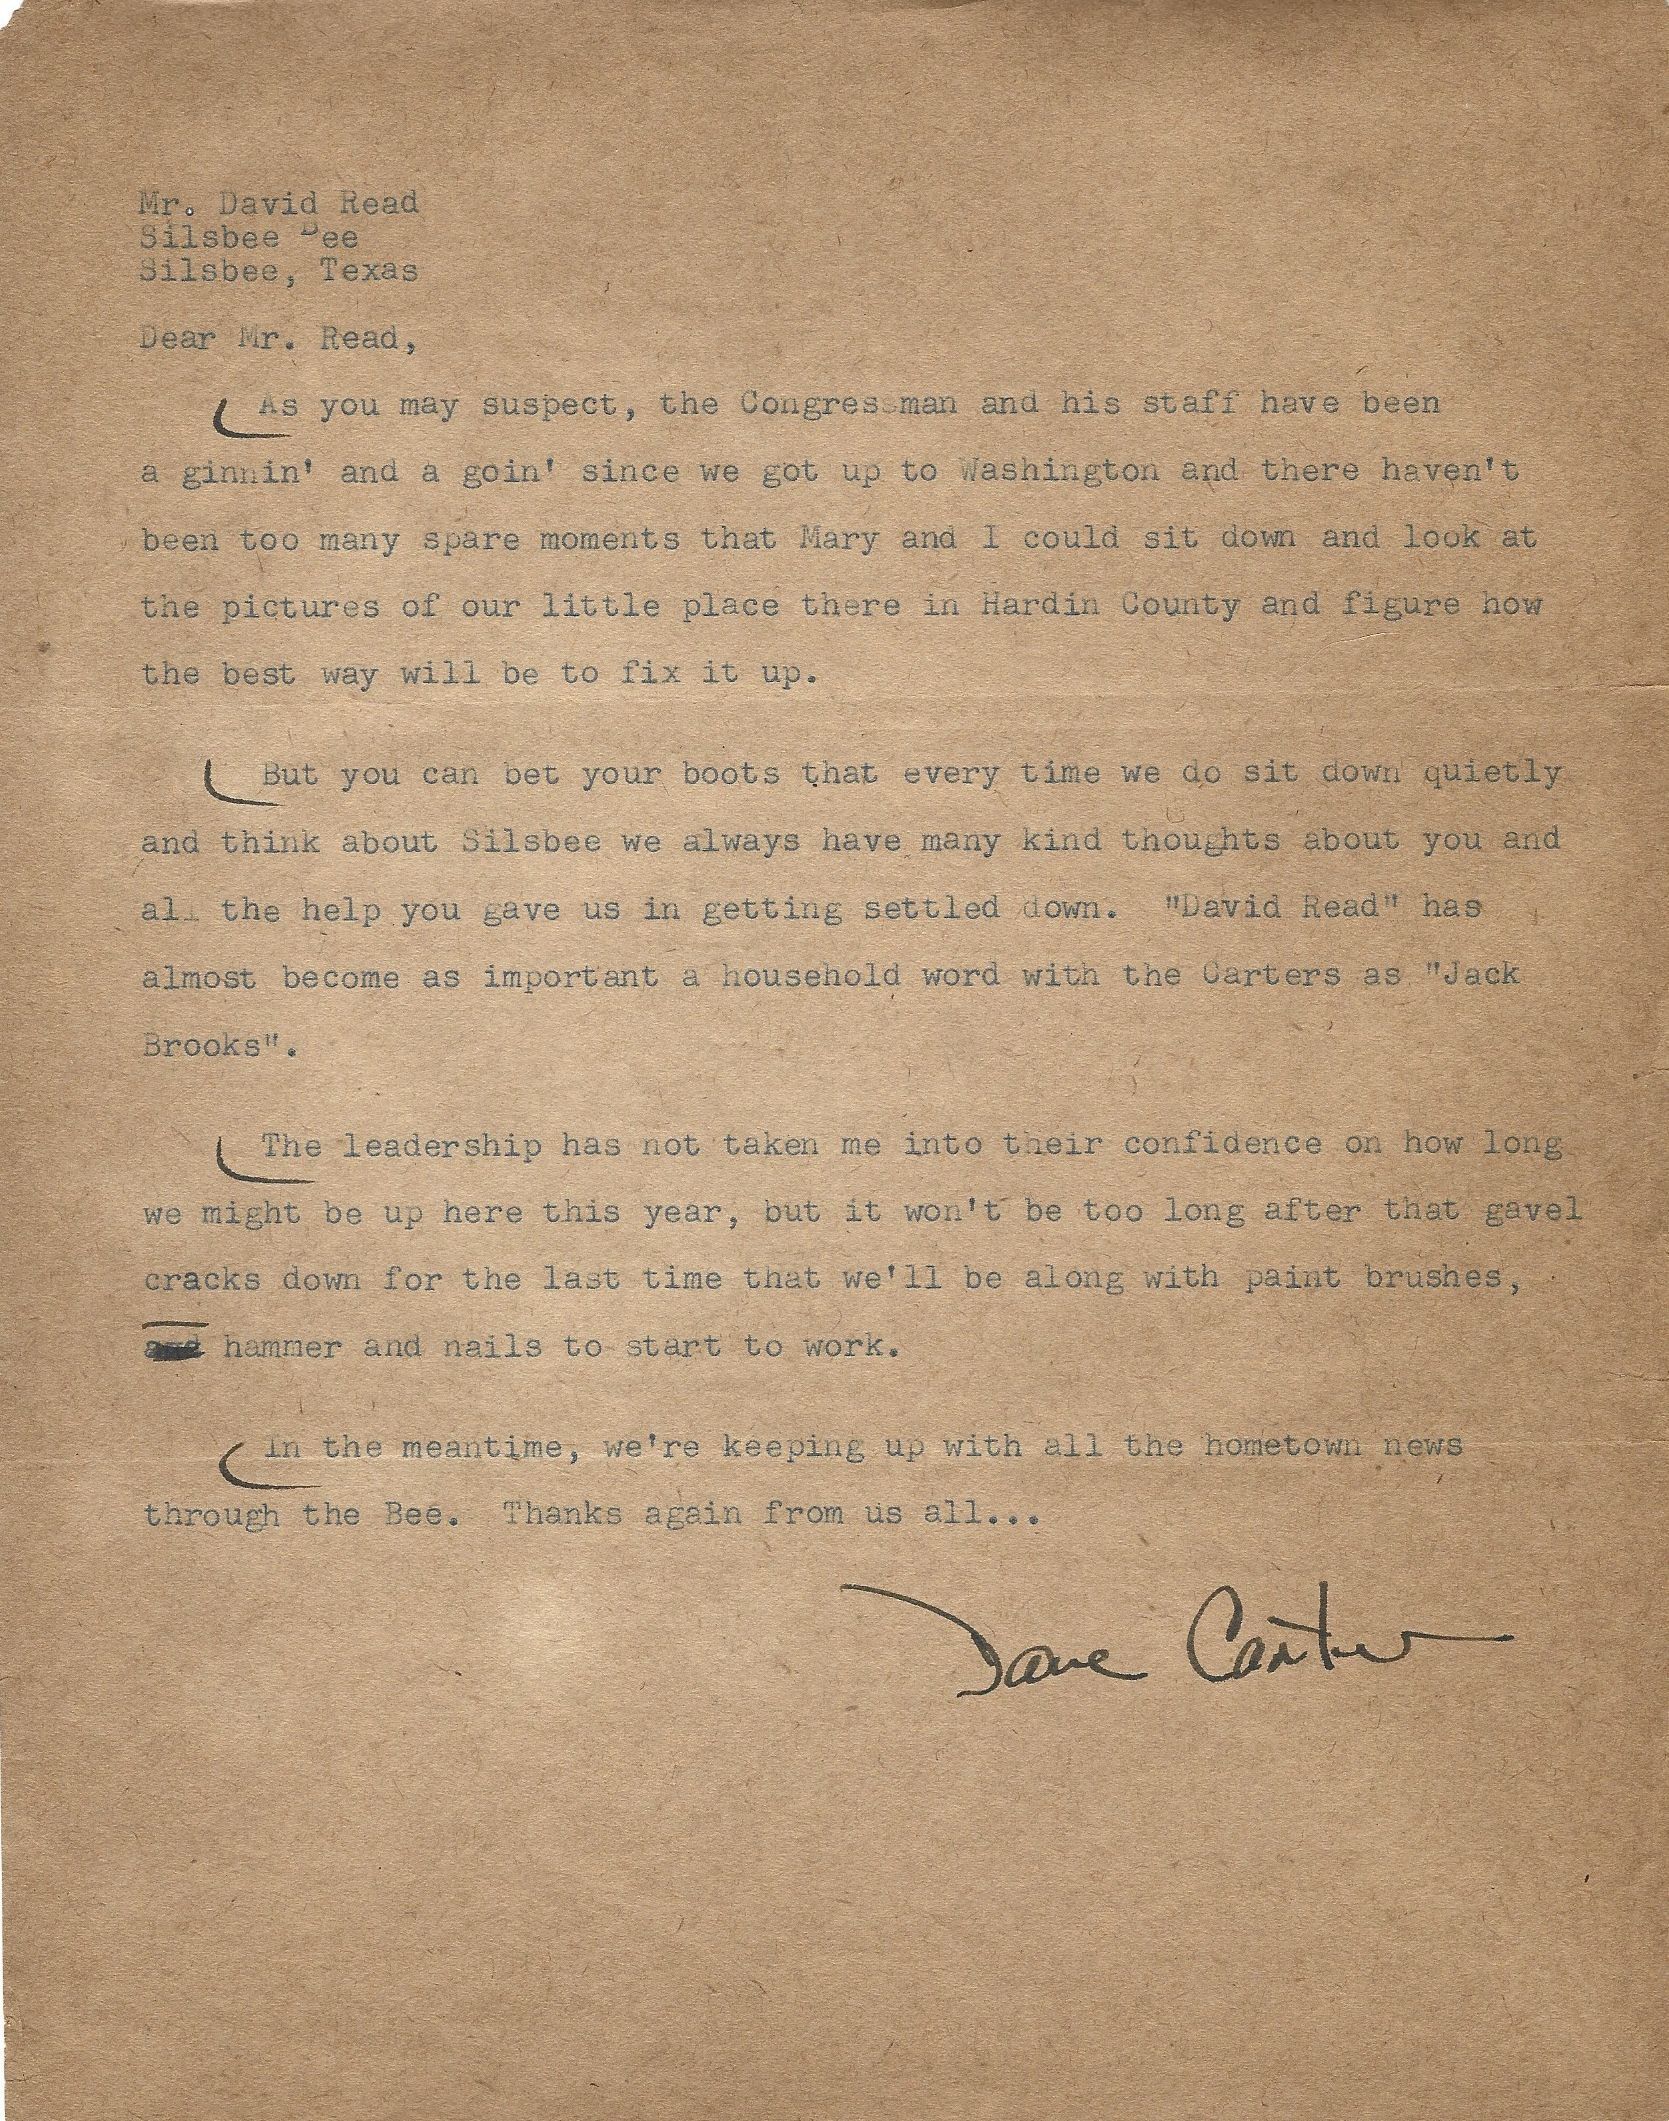 Mr. David Read
Silsbee Bee
Silsbee, Texas
Dear Mr. Read,
As you may suspect, the Congressman and his staff have been
a ginnin' and a goin' since we got up to Washington and there haven't
been too many spare moments that Mary and I could sit down and look at
the pictures of our little place there in Hardin County and figure how
the best way will be to fix it up.
But you can bet your boots that every time we do sit down quietly
and think about Silsbee we always have many kind thoughts about you and
all the help you gave us in getting settled down. "David Read" has
almost become as important a household word with the Carters as "Jack
Brooks".
The leadership has not taken me into their confidence on how long
we might be up here this year, but it won't be too long after that gavel
cracks down for the last time that we'll be along with paint brushes,
and hammer and nails to start to work.
In the meantime, we're keeping up with all the hometown news
through the Bee. Thanks again from us all...
Dave Carter